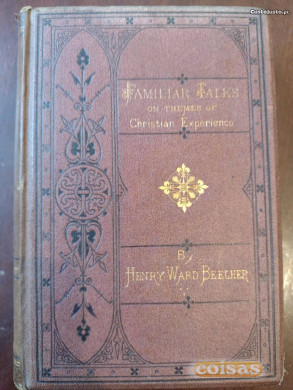 FAMILIAR TALKS
ON THEMES OF
Christian Experience
By
HENRY WARD BEECHER
coisas